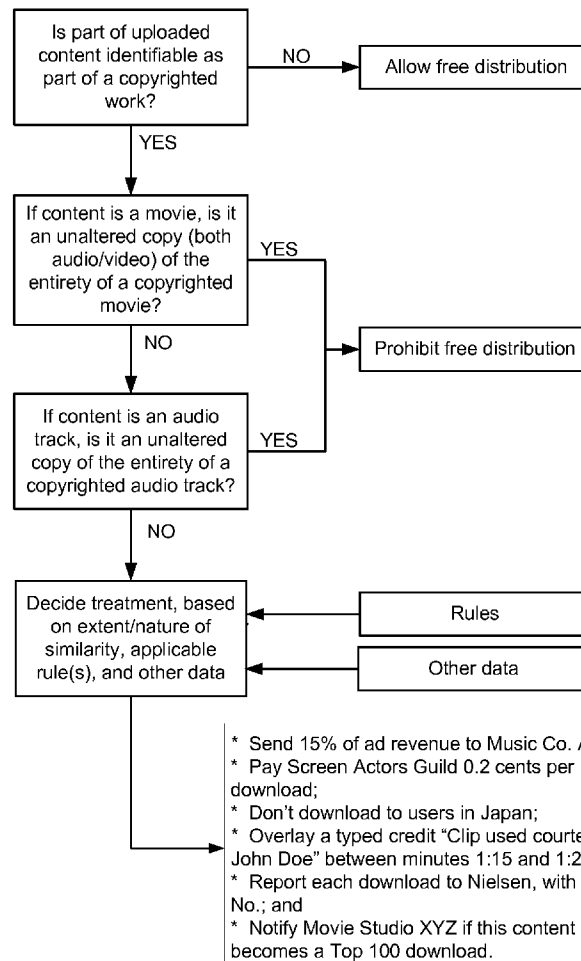 Is part of uploaded
content identifiable as
part of a copyrighted
work?
NO
Allow free distribution
YES
If content is a movie, is it
an unaltered copy (both
audio/video) of the
entirety of a copyrighted
movie?
YES
NO
Prohibit free distribution
If content is an audio
track, is it an unaltered
copy of the entirety of a
copyrighted audio track?
YES
NO
Decide treatment, based
on extent/nature of
similarity, applicable
rule(s), and other data
Rules
Other data
* Send 15% of ad revenue to Music Co.
* Pay Screen Actors Guild 0.2 cents per
download;
* Don't download to users in Japan;
* Overlay a typed credit “Clip used
John Doe” between minutes 1:15 and
* Report each download to Nielsen, with
No.; and
* Notify Movie Studio XYZ if this content
becomes a Top 100 download.